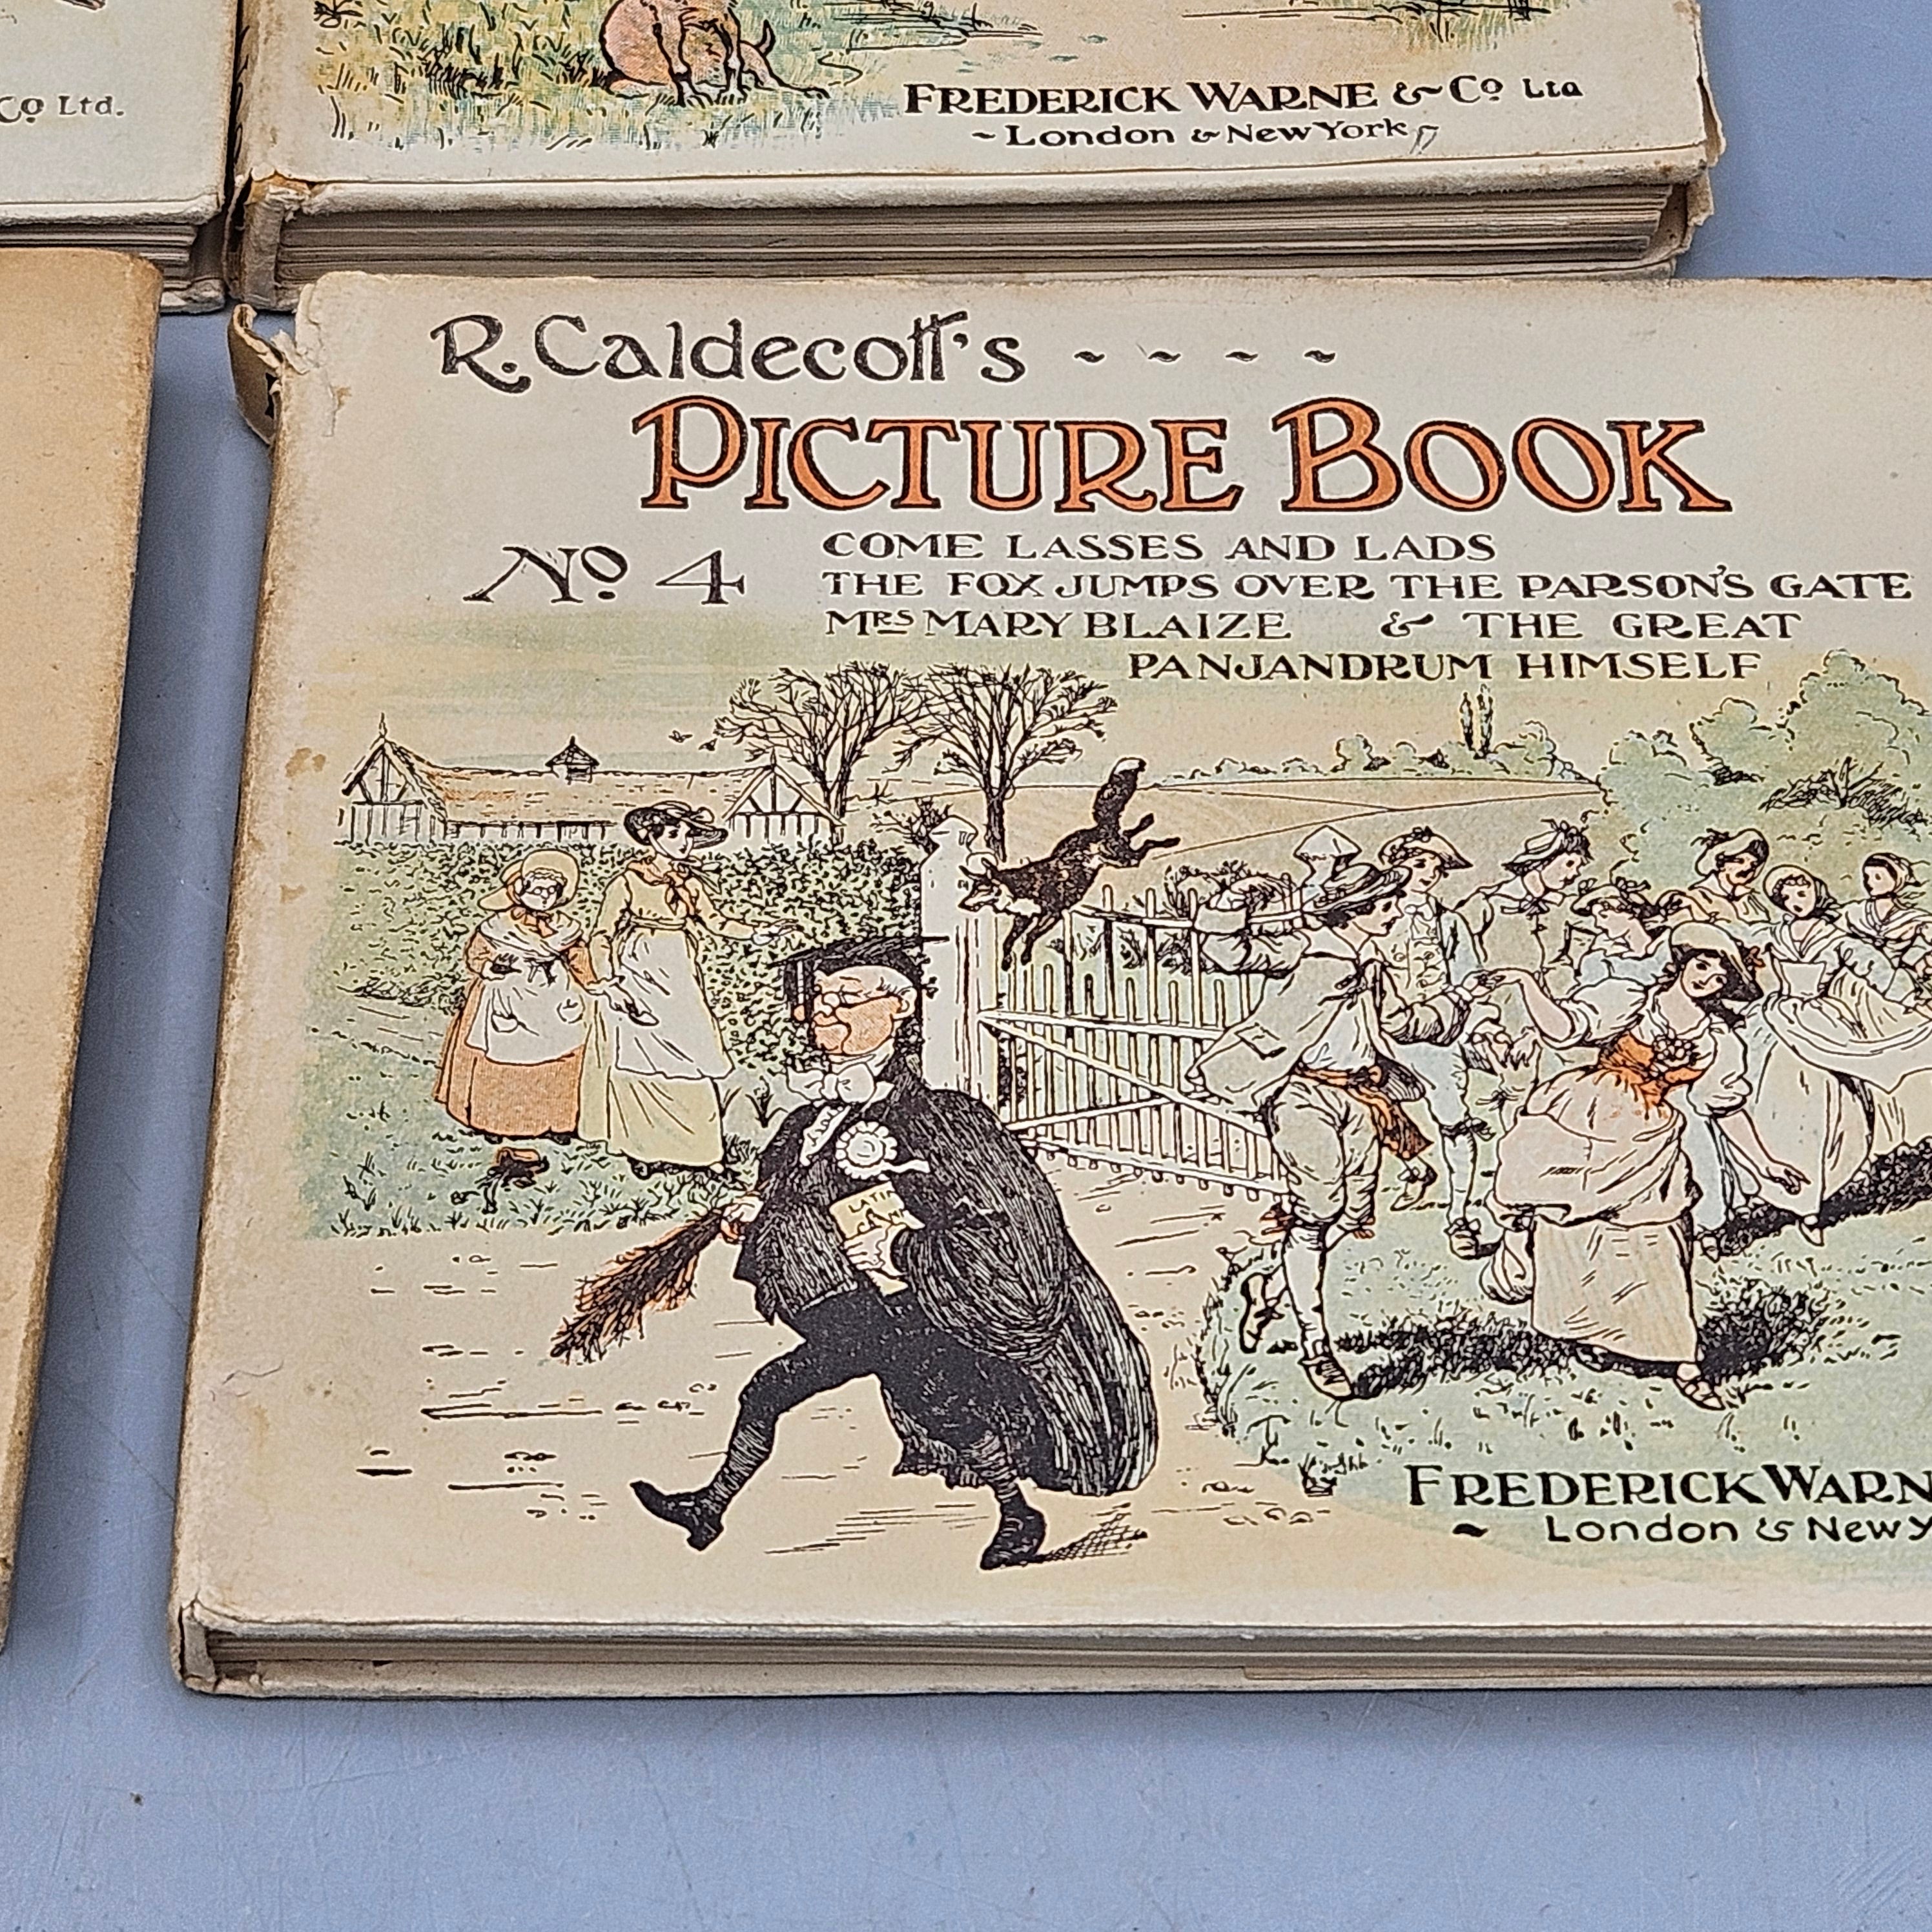 Co Ltd.
FREDERICK WARNE & Co Ltd
~ London & New York
R. Caldecott's ~ ~ ~ ~
PICTURE BOOK
No. 4
COME LASSES AND LADS
THE FOX JUMPS OVER THE PARSON'S GATE
MRS MARY BLAIZE & THE GREAT
PANJANDRUM HIMSELF
LATIN
FREDERICK WARN
~ London & New Y